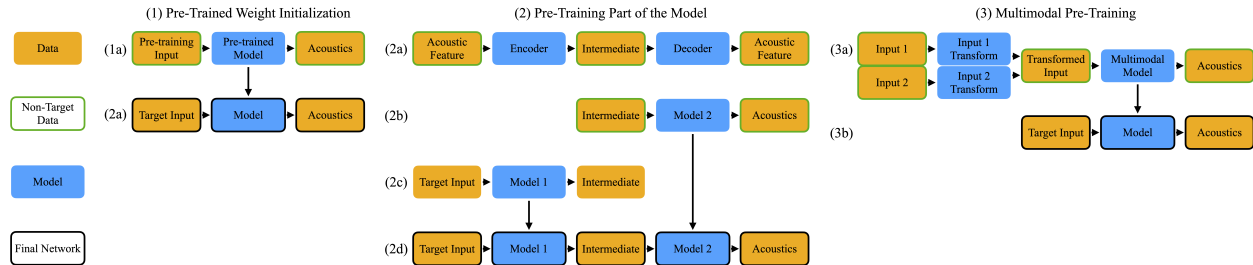 (1) Pre-Trained Weight Initialization
(2) Pre-Training Part of the Model
(3) Multimodal Pre-Training
Data
(1a)
Pre-training
Input
Pre-trained
Model
Acoustics
(2a)
Acoustic
Feature
Encoder
Intermediate
Decoder
Acoustic
Feature
(3a)
Input 1
Input 1
Transform
Input 2
Input 2
Transform
Transformed
Input
Multimodal
Model
Acoustics
Non-Target
Data
(2a)
Target Input
Model
Acoustics
(2b)
Intermediate
Model 2
Acoustics
(3b)
Target Input
Model
Acoustics
Model
(2c)
Target Input
Model 1
Intermediate
Final Network
(2d)
Target Input
Model 1
Intermediate
Model 2
Acoustics